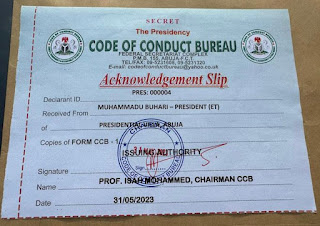 SECRET
The Presidency
CODE OF CONDUCT BUREAU
FEDERAL SECRETARIAT COMPLEX
P.M.B. 155, ABUJA-F.C.T.
Acknowledgement Slip
PRES: 000004
Declarant ID
MUHAMMADU BUHARI – PRESIDENT (ET)
Received From
of
ABUJA
Copies of FORM CCB - 1
ISSUING AUTHORITY
Signature
PROF. ISAH MOHAMMED, CHAIRMAN CCB
Name
Date 31/05/2023